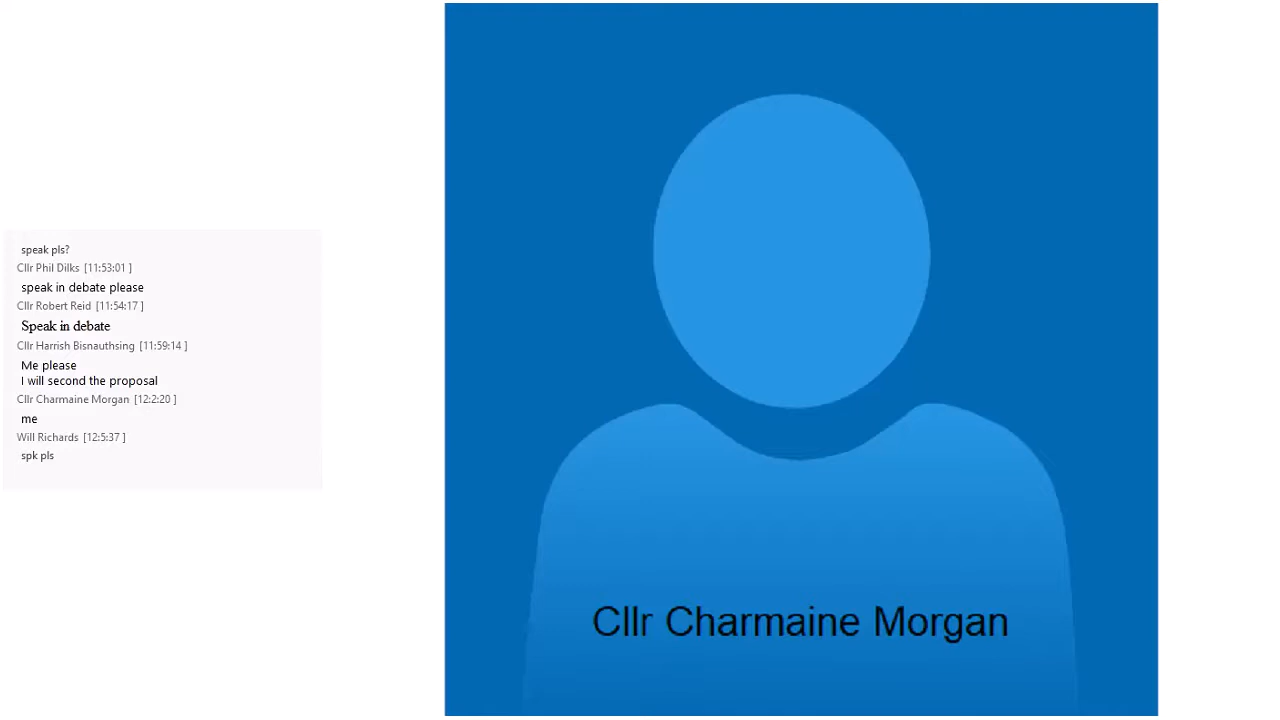 speak pls?
Cllr Phil Dilks [11:53:01 ]
speak in debate please
Cllr Robert Reid [11:54:17 ]
Speak in debate
Cllr Harrish Bisnauthsing [11:59:14 ]
Me please
I will second the proposal
Cllr Charmaine Morgan [12:2:20 ]
me
Will Richards [12:5:37 ]
spk pls
Cllr Charmaine Morgan